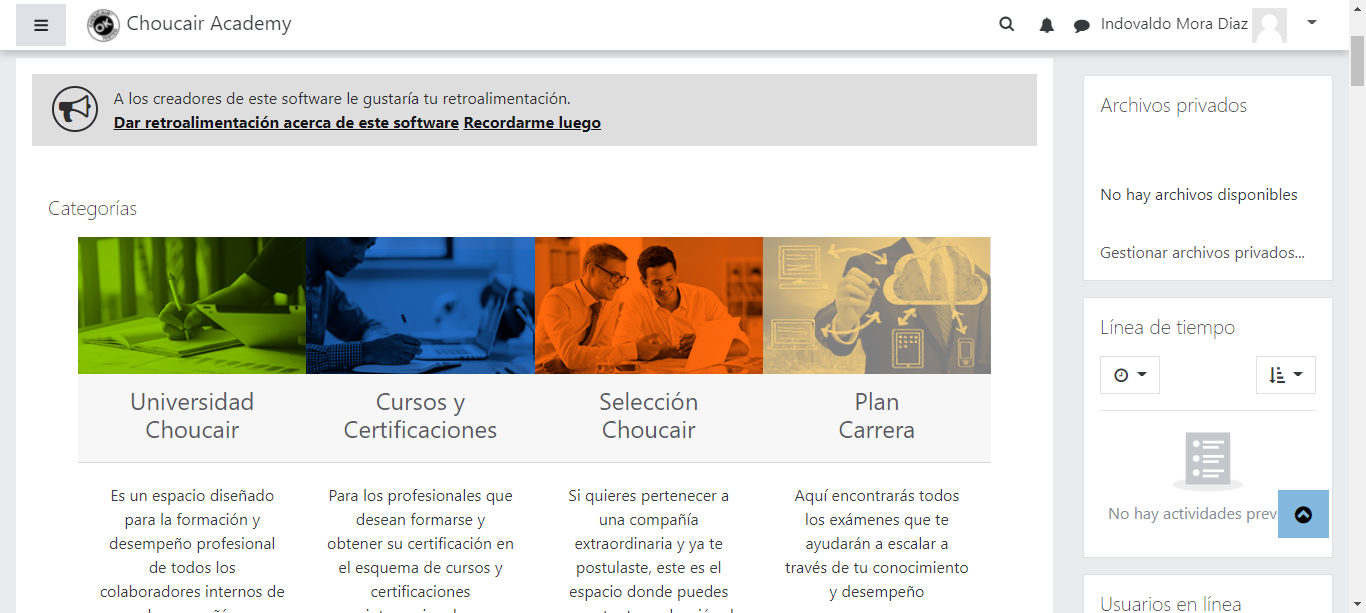 Choucair Academy
Indovaldo Mora Diaz
A los creadores de este software le gustaría tu retroalimentación.
Dar retroalimentación acerca de este software Recordarme luego
Categorías
Universidad
Choucair
Es un espacio diseñado
para la formación y
desempeño profesional
de todos los
colaboradores internos de
Cursos y
Certificaciones
Para los profesionales que
desean formarse y
obtener su certificación en
el esquema de cursos y
certificaciones
Selección
Choucair
Si quieres pertenecer a
una compañía
extraordinaria y ya te
postulaste, este es el
espacio donde puedes
Plan
Carrera
Aquí encontrarás todos
los exámenes que te
ayudarán a escalar a
través de tu conocimiento
y desempeño
Archivos privados
No hay archivos disponibles
Gestionar archivos privados...
Línea de tiempo
No hay actividades prev
Usuarios en línea